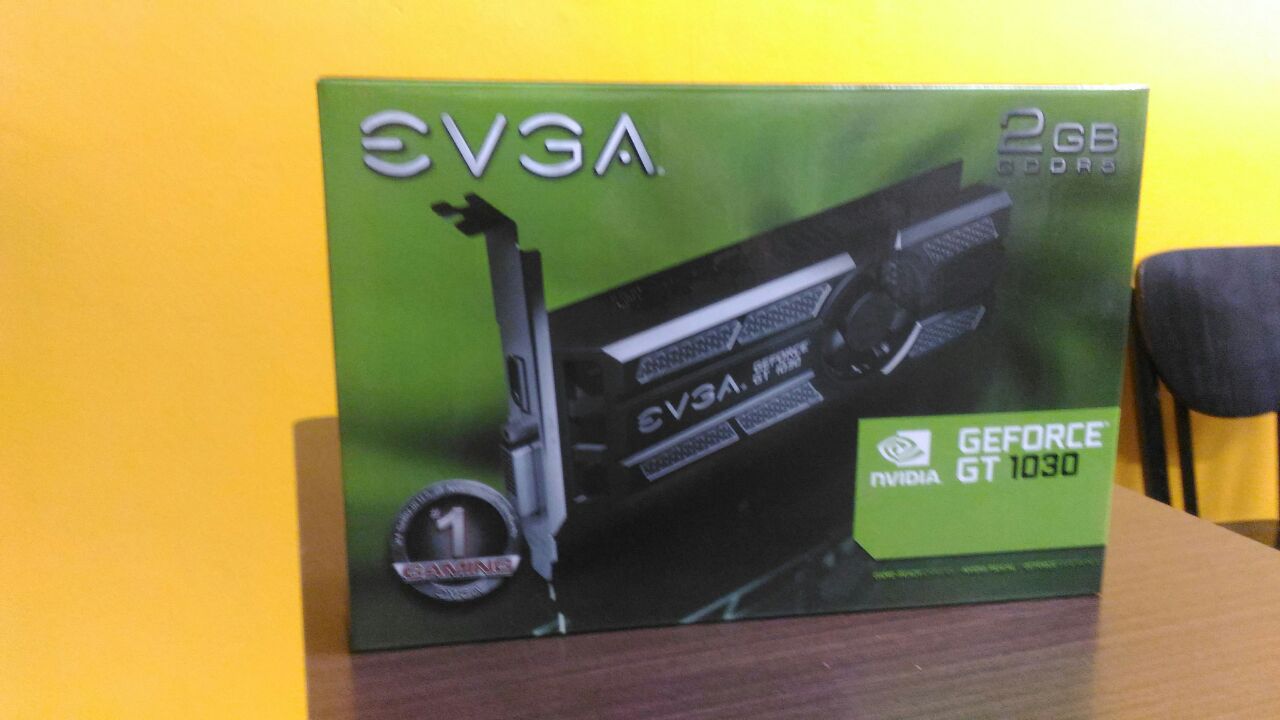 EVGA.
2GB
GDDR5
EVGA. GEFORCE
GT 1030
NVIDIA
GEFORCE
GT 1030
#1
GAMING